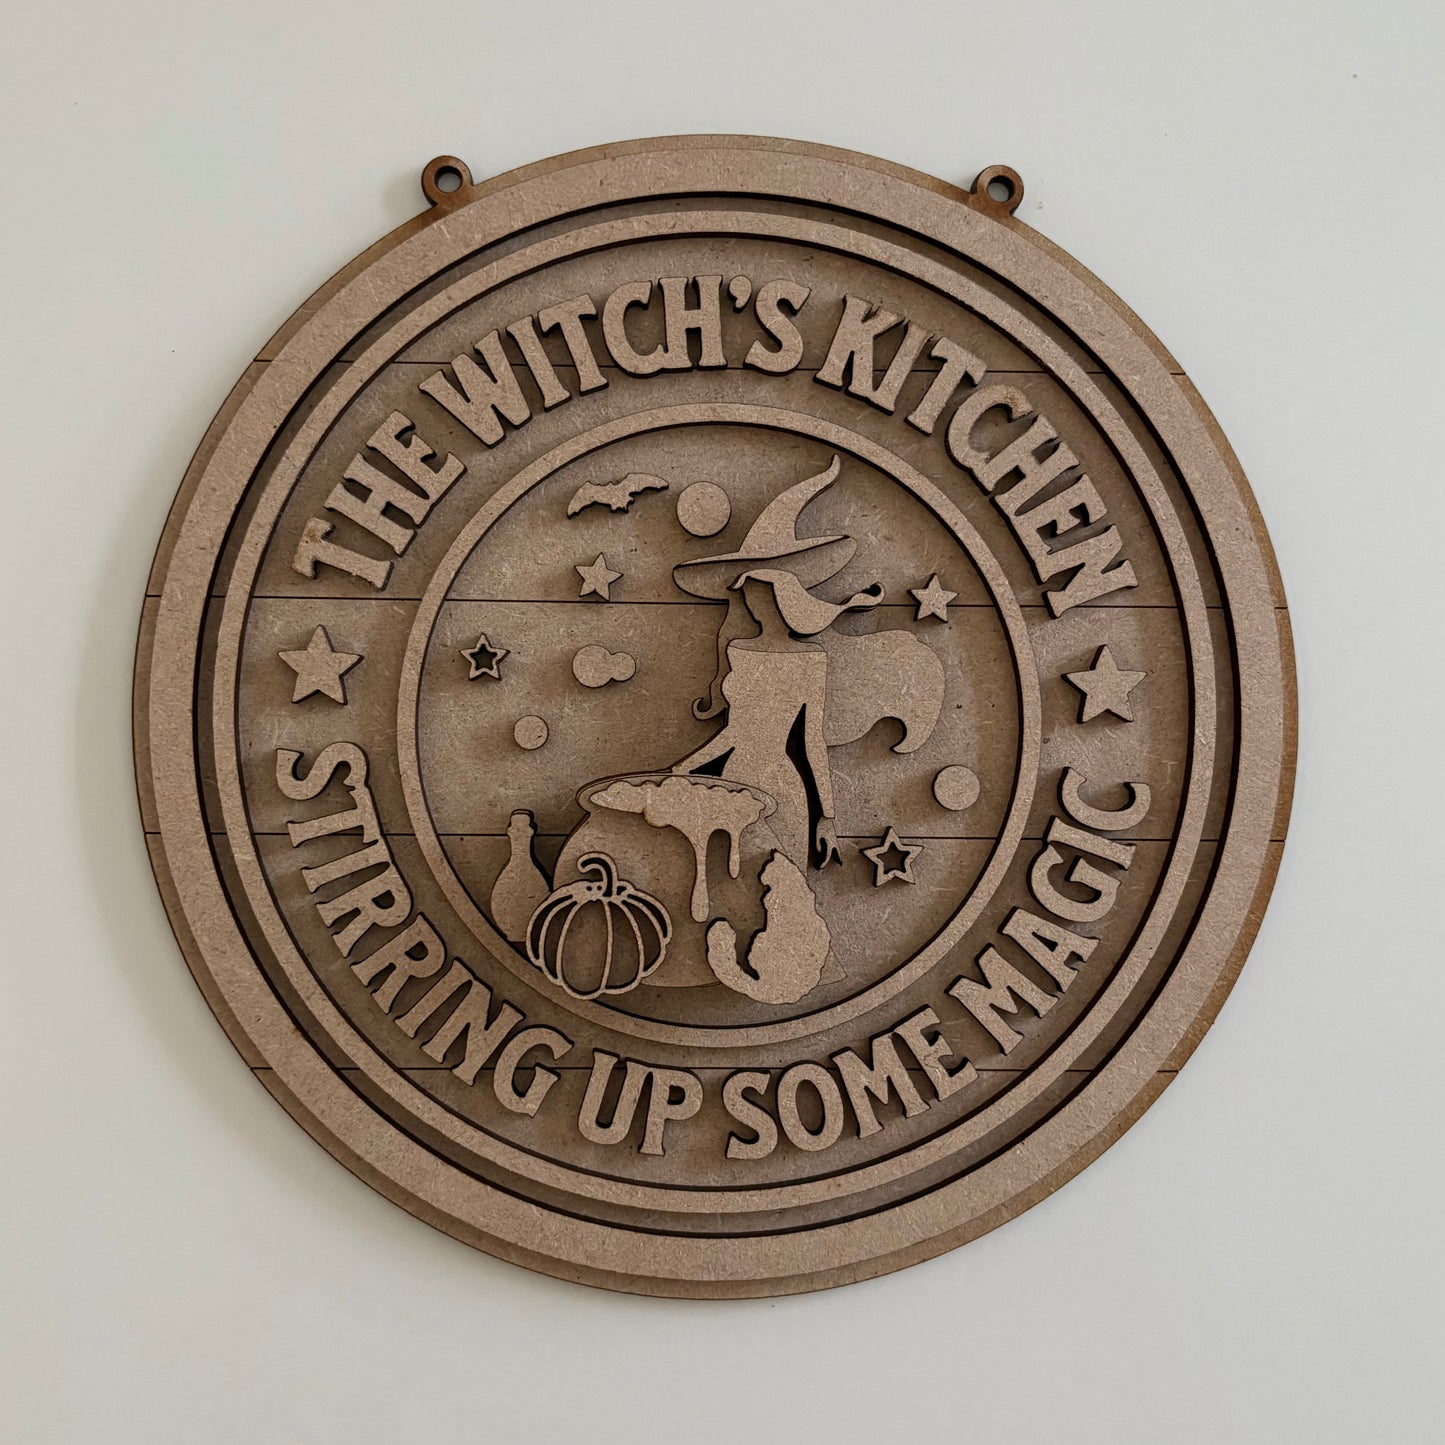 THE WITCH'S KITCHEN
STIRRING UP SOME MAGIC